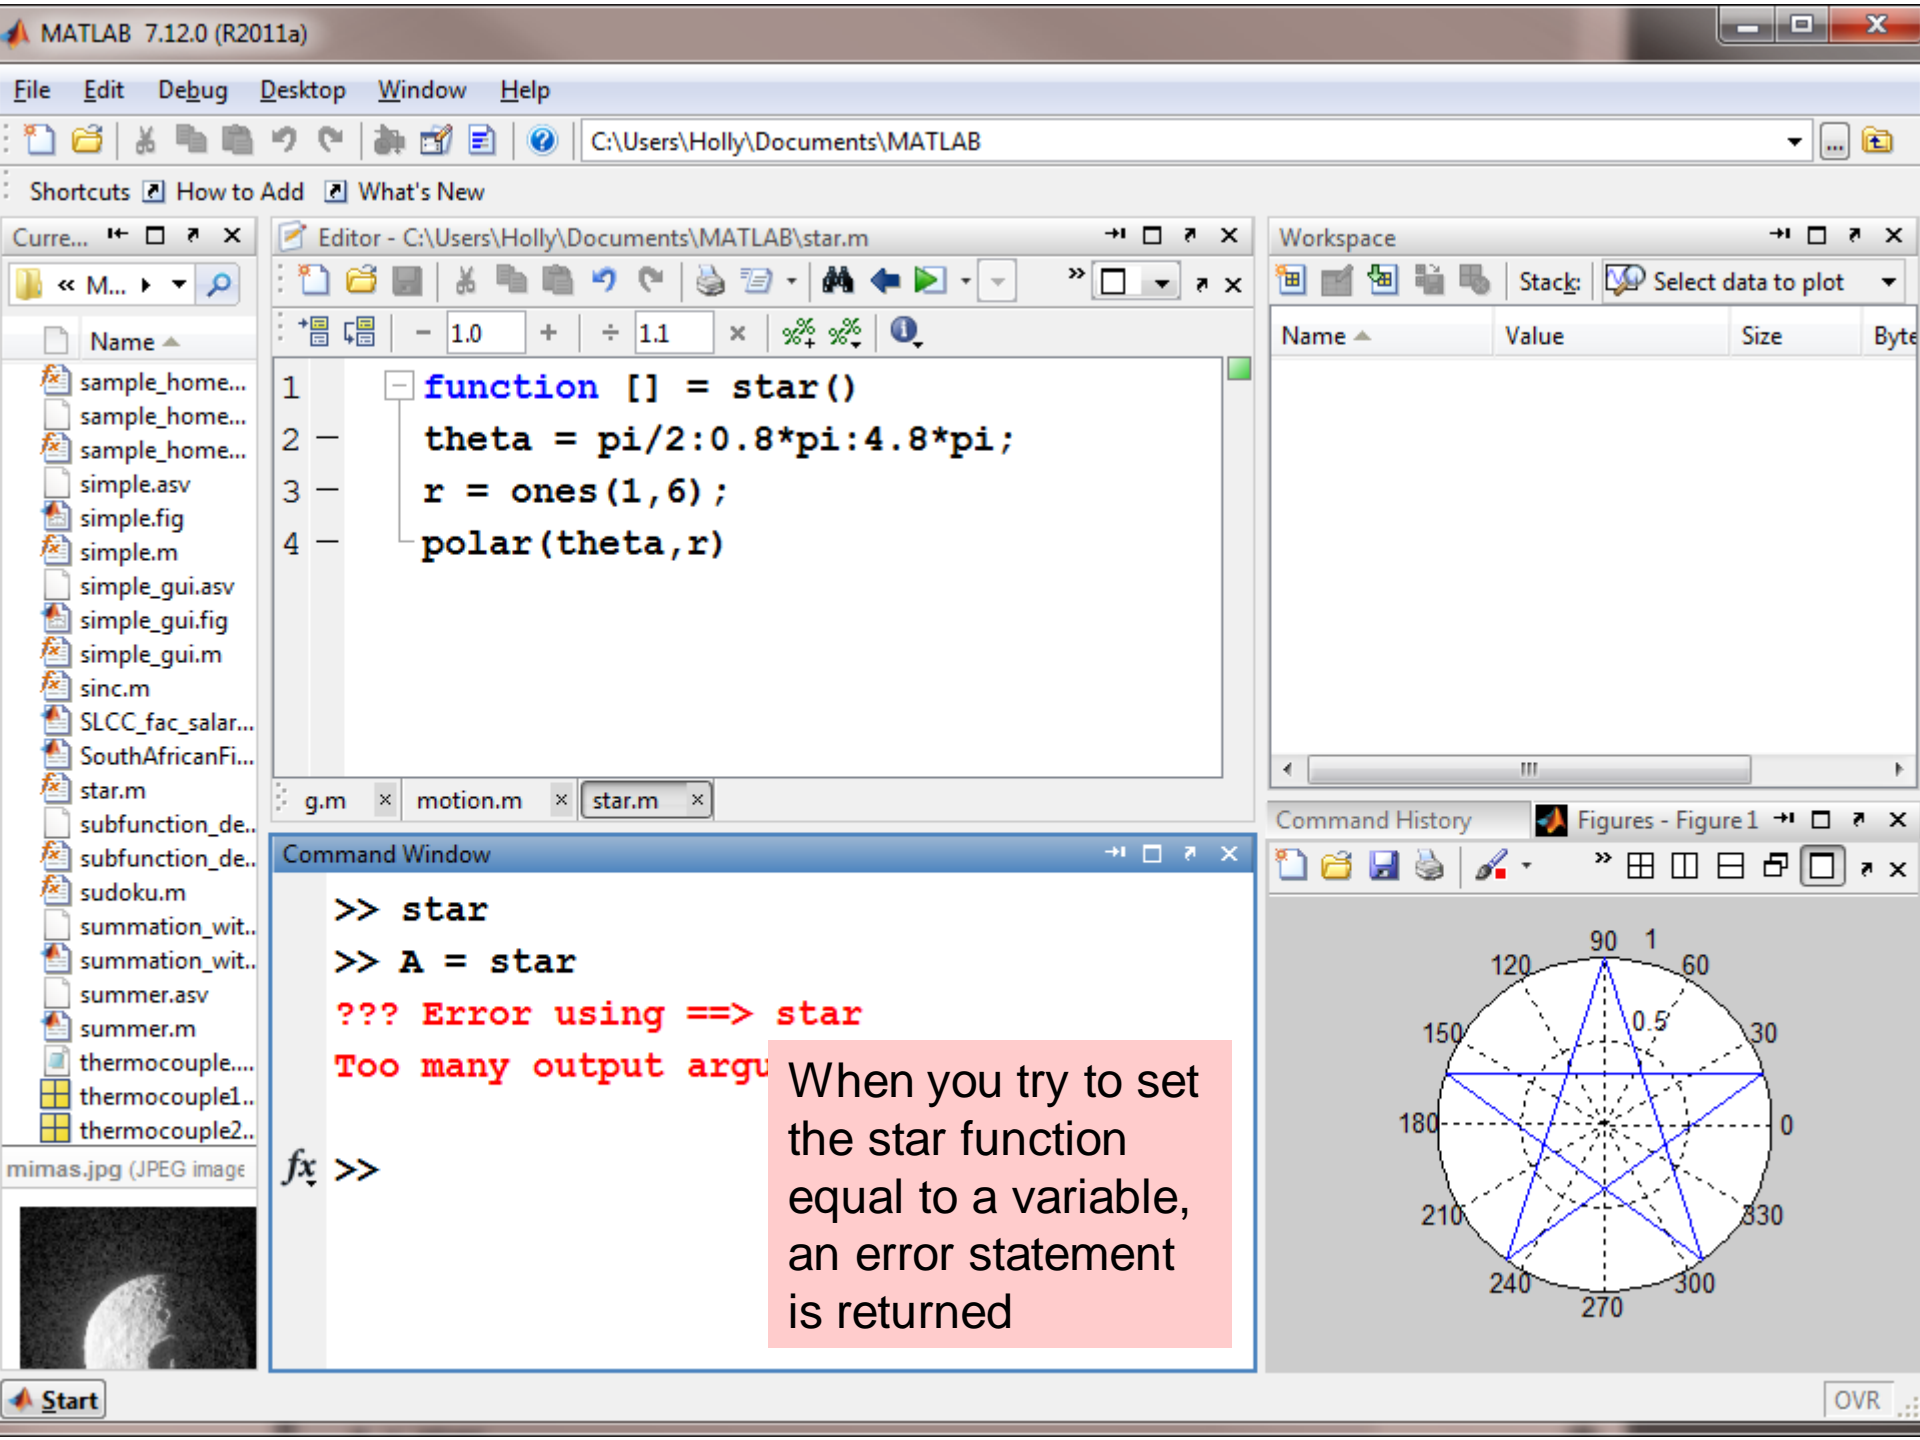 MATLAB 7.12.0 (R2011a)
File Edit Debug Desktop Window Help
C:\Users\Holly\Documents\MATLAB
Shortcuts How to Add What's New
Curre...
« M...
Name
sample_home...
sample_home...
sample_home...
simple.asv
simple.fig
simple.m
simple_gui.asv
simple_gui.fig
simple_gui.m
sinc.m
SLCC_fac_salar...
SouthAfricanFi...
star.m
subfunction_de..
subfunction_de..
sudoku.m
summation_wit..
summation_wit..
summer.asv
summer.m
thermocouple....
thermocouple1..
thermocouple2..
mimas.jpg (JPEG image
Editor - C:\Users\Holly\Documents\MATLAB\star.m
− 1.0 + ÷ 1.1 ×
1 function [] = star()
2 − theta = pi/2:0.8*pi:4.8*pi;
3 − r = ones(1,6);
4 − polar(theta,r)
g.m × motion.m × star.m ×
Command Window
>> star
>> A = star
??? Error using ==> star
Too many output argu
fx >>
When you try to set
the star function
equal to a variable,
an error statement
is returned
Workspace
Stack: Select data to plot
Name Value Size Byte
Command History Figures - Figure 1
90 1
120 60
150 0.5 30
180 0
210 330
240 300
270
Start
OVR